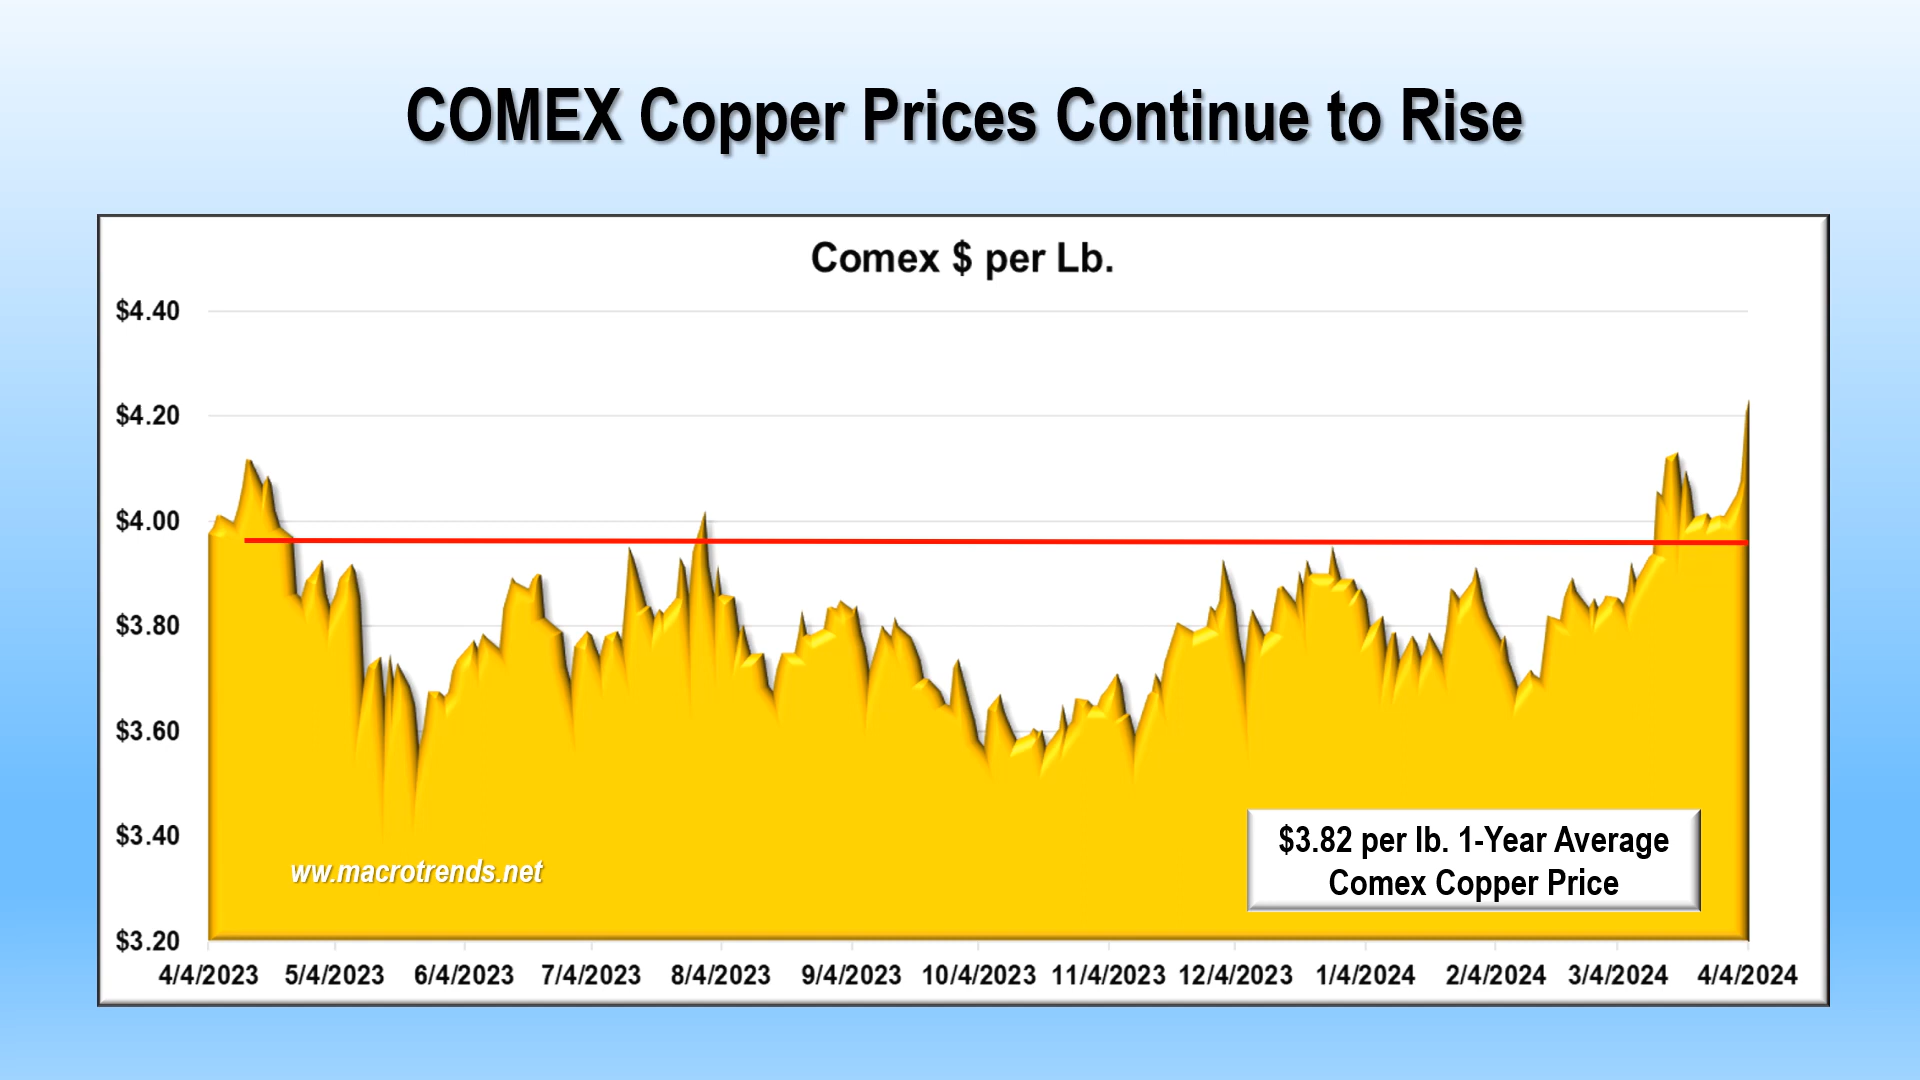 COMEX Copper Prices Continue to Rise
Comex $ per Lb.
$4.40
$4.20
$4.00
$3.80
$3.60
$3.40
$3.20
ww.macrotrends.net
$3.82 per lb. 1-Year Average
Comex Copper Price
4/4/2023 5/4/2023 6/4/2023 7/4/2023 8/4/2023 9/4/2023 10/4/2023 11/4/2023 12/4/2023 1/4/2024 2/4/2024 3/4/2024 4/4/2024